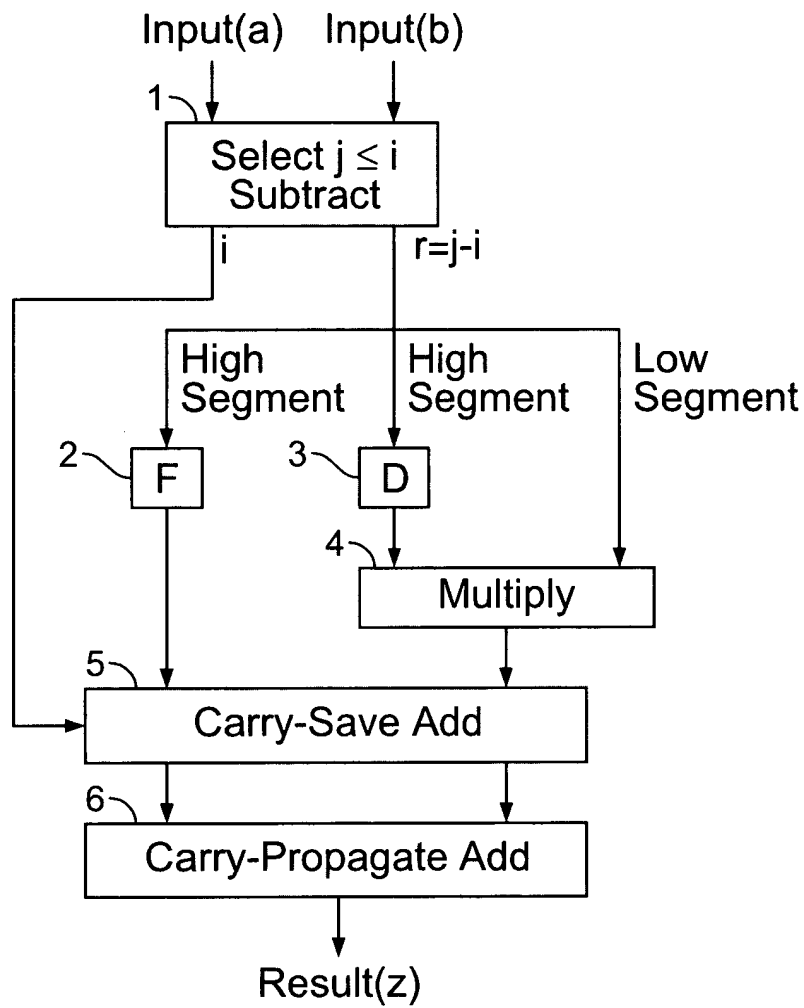 Input(a) Input(b)
1
Select j ≤ i
Subtract
i
r=j-i
High
Segment
High
Segment
Low
Segment
2
F
3
D
4
Multiply
5
Carry-Save Add
6
Carry-Propagate Add
Result(z)